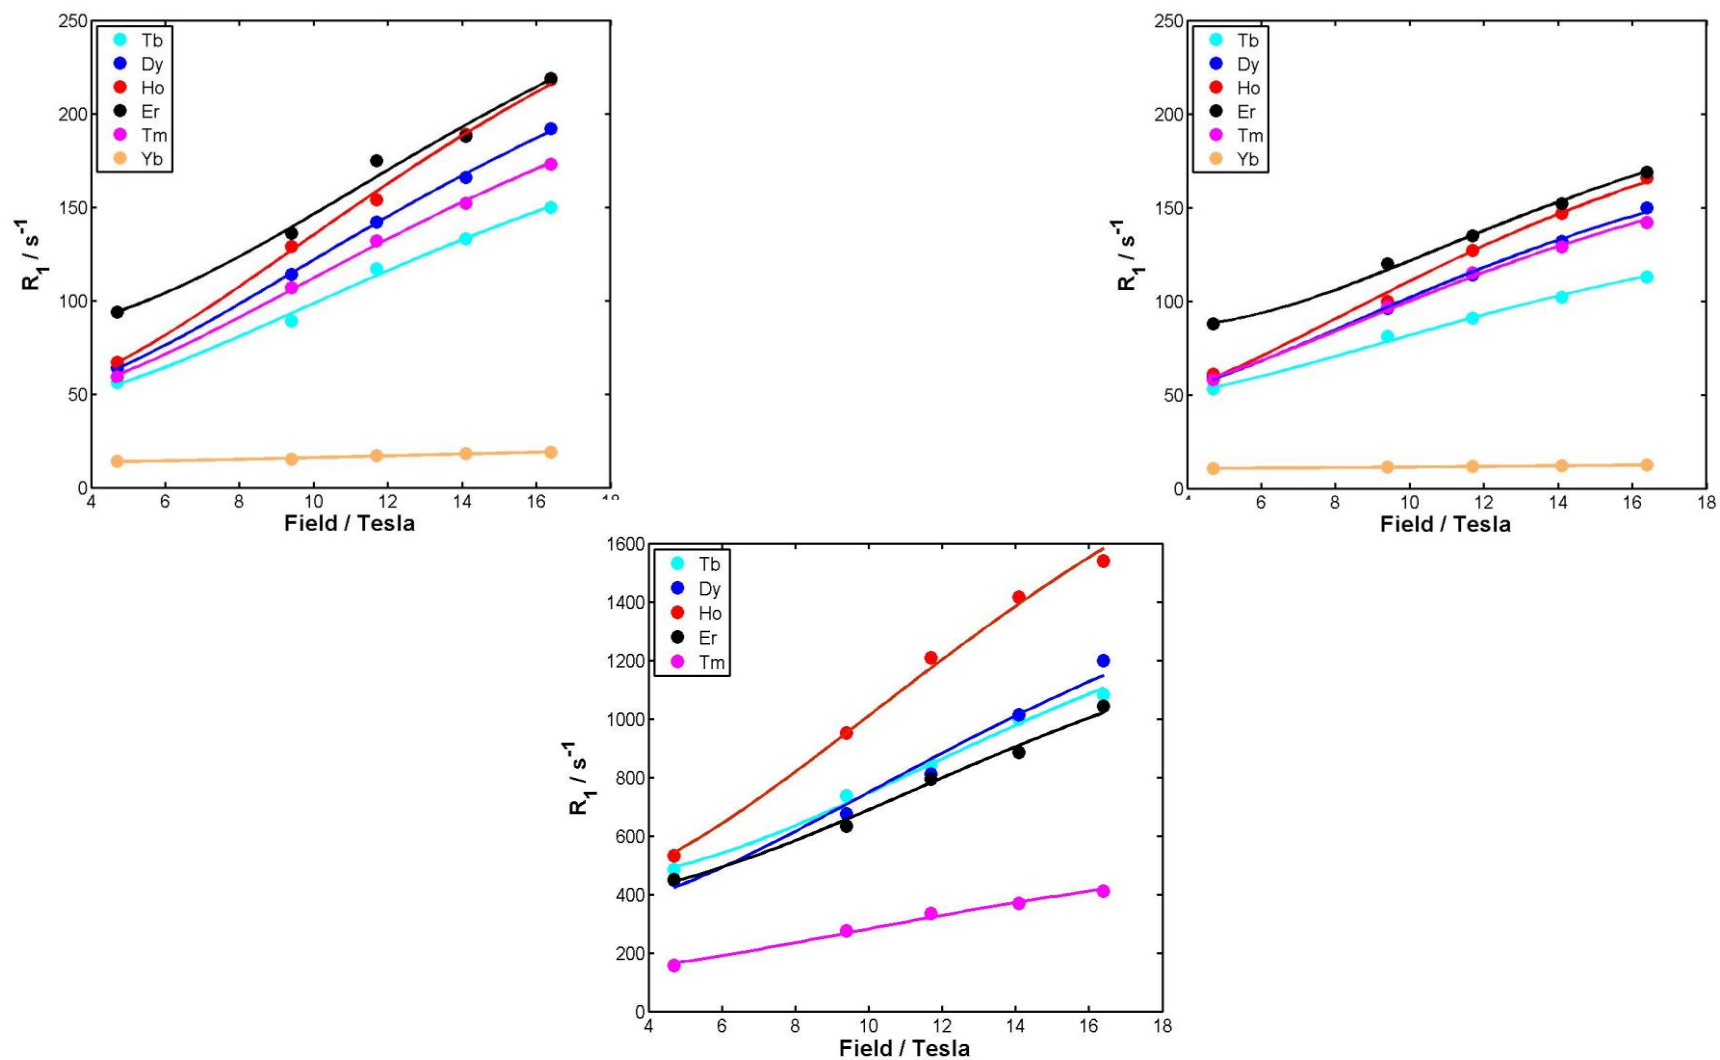 250
200
150
100
50
0
R1 / s-1
Tb
Dy
Ho
Er
Tm
Yb
4 6 8 10 12 14 16
Field / Tesla
250
200
150
100
50
0
R1 / s-1
Tb
Dy
Ho
Er
Tm
Yb
6 8 10 12 14 16 18
Field / Tesla
1600
1400
1200
1000
800
600
400
200
0
R1 / s-1
Tb
Dy
Ho
Er
Tm
4 6 8 10 12 14 16 18
Field / Tesla